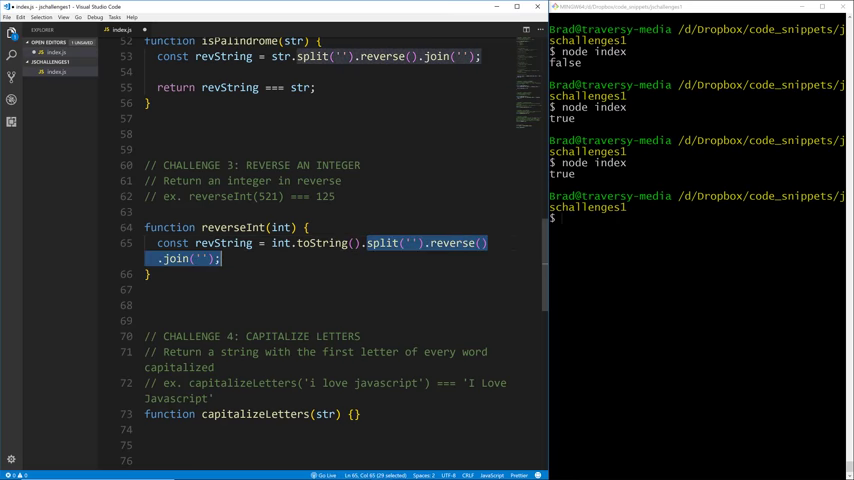 index.js - jschallenges1 - Visual Studio Code
File Edit Selection View Go Debug Tasks Help
EXPLORER
OPEN EDITORS 1 UNSAVED
index.js
JSCHALLENGES1
index.js
index.js
52 function isPalindrome(str) {
53 const revString = str.split('').reverse().join('');
54
55 return revString === str;
56 }
57
58
59
60 // CHALLENGE 3: REVERSE AN INTEGER
61 // Return an integer in reverse
62 // ex. reverseInt(521) === 125
63
64 function reverseInt(int) {
65 const revString = int.toString().split('').reverse()
.join('');
66 }
67
68
69
70 // CHALLENGE 4: CAPITALIZE LETTERS
71 // Return a string with the first letter of every word
capitalized
72 // ex. capitalizeLetters('i love javascript') === 'I Love
Javascript'
73 function capitalizeLetters(str) {}
74
75
76
0 0
Go Live Ln 65, Col 65 (29 selected) Spaces: 2 UTF-8 CRLF JavaScript Prettier
MINGW64:/d/Dropbox/code_snippets/jschallenges1
Brad@traversy-media /d/Dropbox/code_snippets/j
schallenges1
$ node index
false
Brad@traversy-media /d/Dropbox/code_snippets/j
schallenges1
$ node index
true
Brad@traversy-media /d/Dropbox/code_snippets/j
schallenges1
$ node index
true
Brad@traversy-media /d/Dropbox/code_snippets/j
schallenges1
$